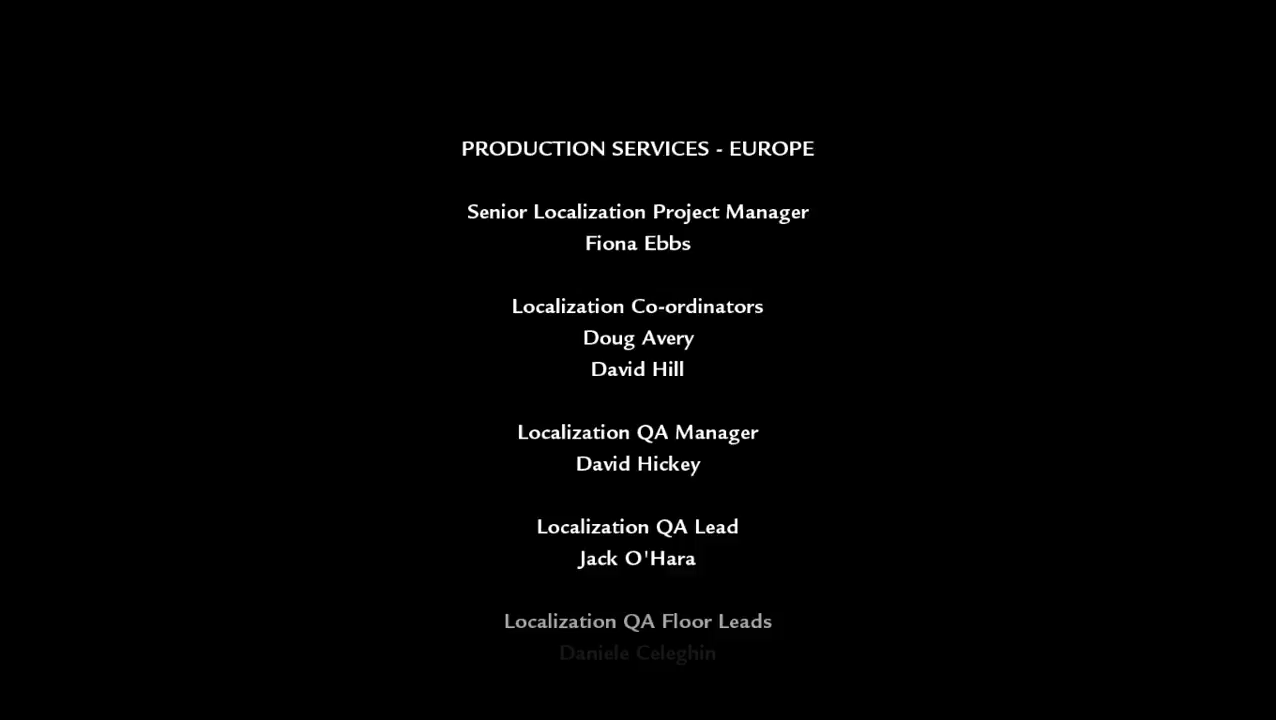 PRODUCTION SERVICES - EUROPE
Senior Localization Project Manager
Fiona Ebbs
Localization Co-ordinators
Doug Avery
David Hill
Localization QA Manager
David Hickey
Localization QA Lead
Jack O'Hara
Localization QA Floor Leads
Daniele Celeghin